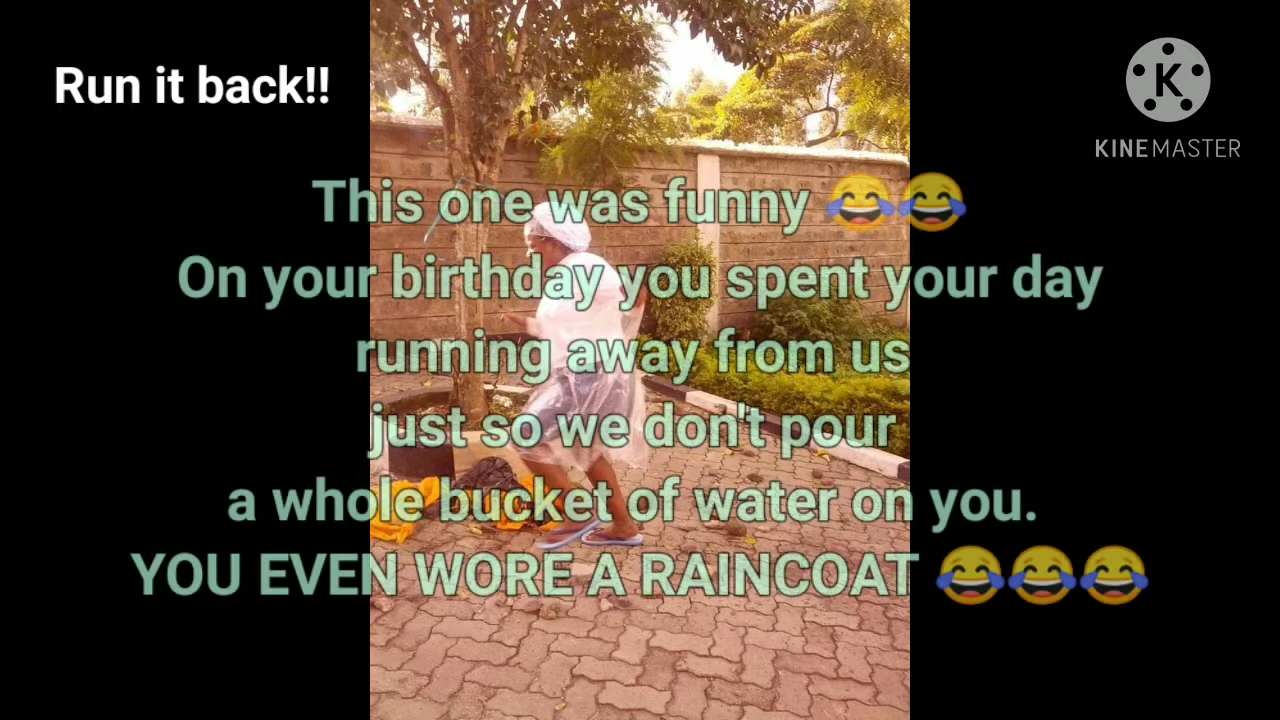 Run it back!!
KINEMASTER
This one was funny 😂😂
On your birthday you spent your day
running away from us
just so we don't pour
a whole bucket of water on you.
YOU EVEN WORE A RAINCOAT 😂😂😂